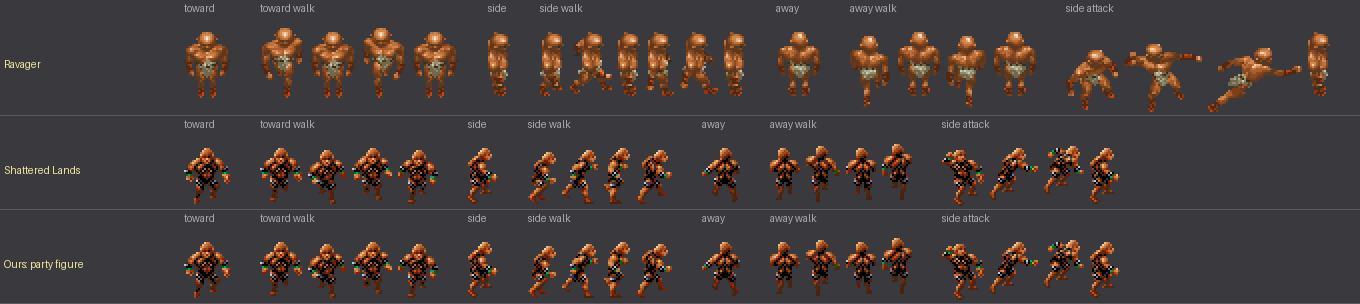 toward toward walk side side walk away away walk side attack
Ravager
toward toward walk side side walk away away walk side attack
Shattered Lands
toward toward walk side side walk away away walk side attack
Ours: party figure